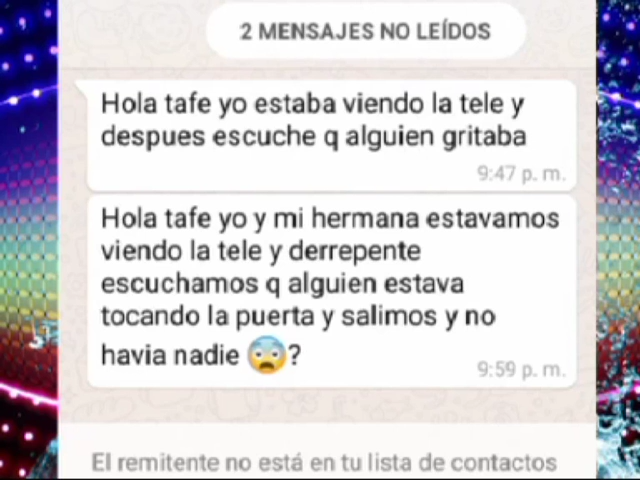 2 MENSAJES NO LEÍDOS
Hola tafe yo estaba viendo la tele y
despues escuche q alguien gritaba
9:47 p. m.
Hola tafe yo y mi hermana estavamos
viendo la tele y derrepente
escuchamos q alguien estava
tocando la puerta y salimos y no
havia nadie 😨?
9:59 p. m.
El remitente no está en tu lista de contactos